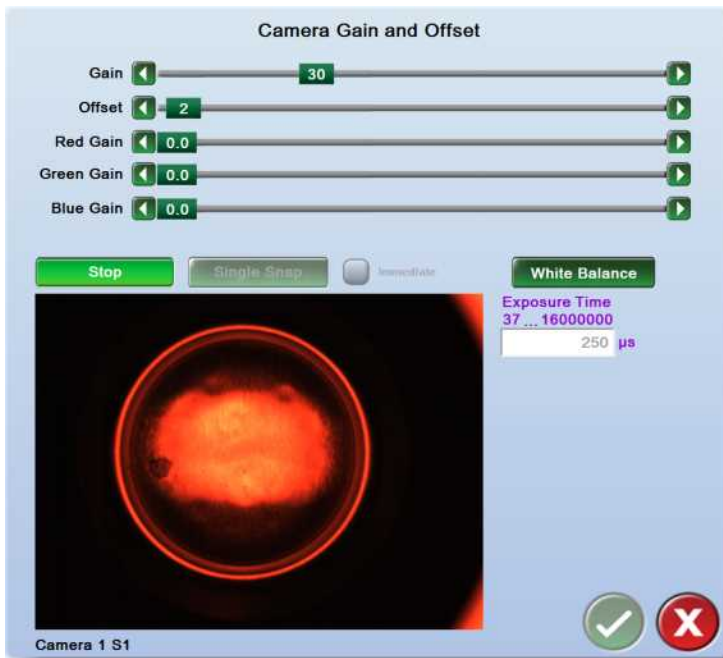 Camera Gain and Offset
Gain 30
Offset 2
Red Gain 0.0
Green Gain 0.0
Blue Gain 0.0
Stop Single Snap Immediate White Balance
Exposure Time
37 ... 16000000
250 µs
Camera 1 S1